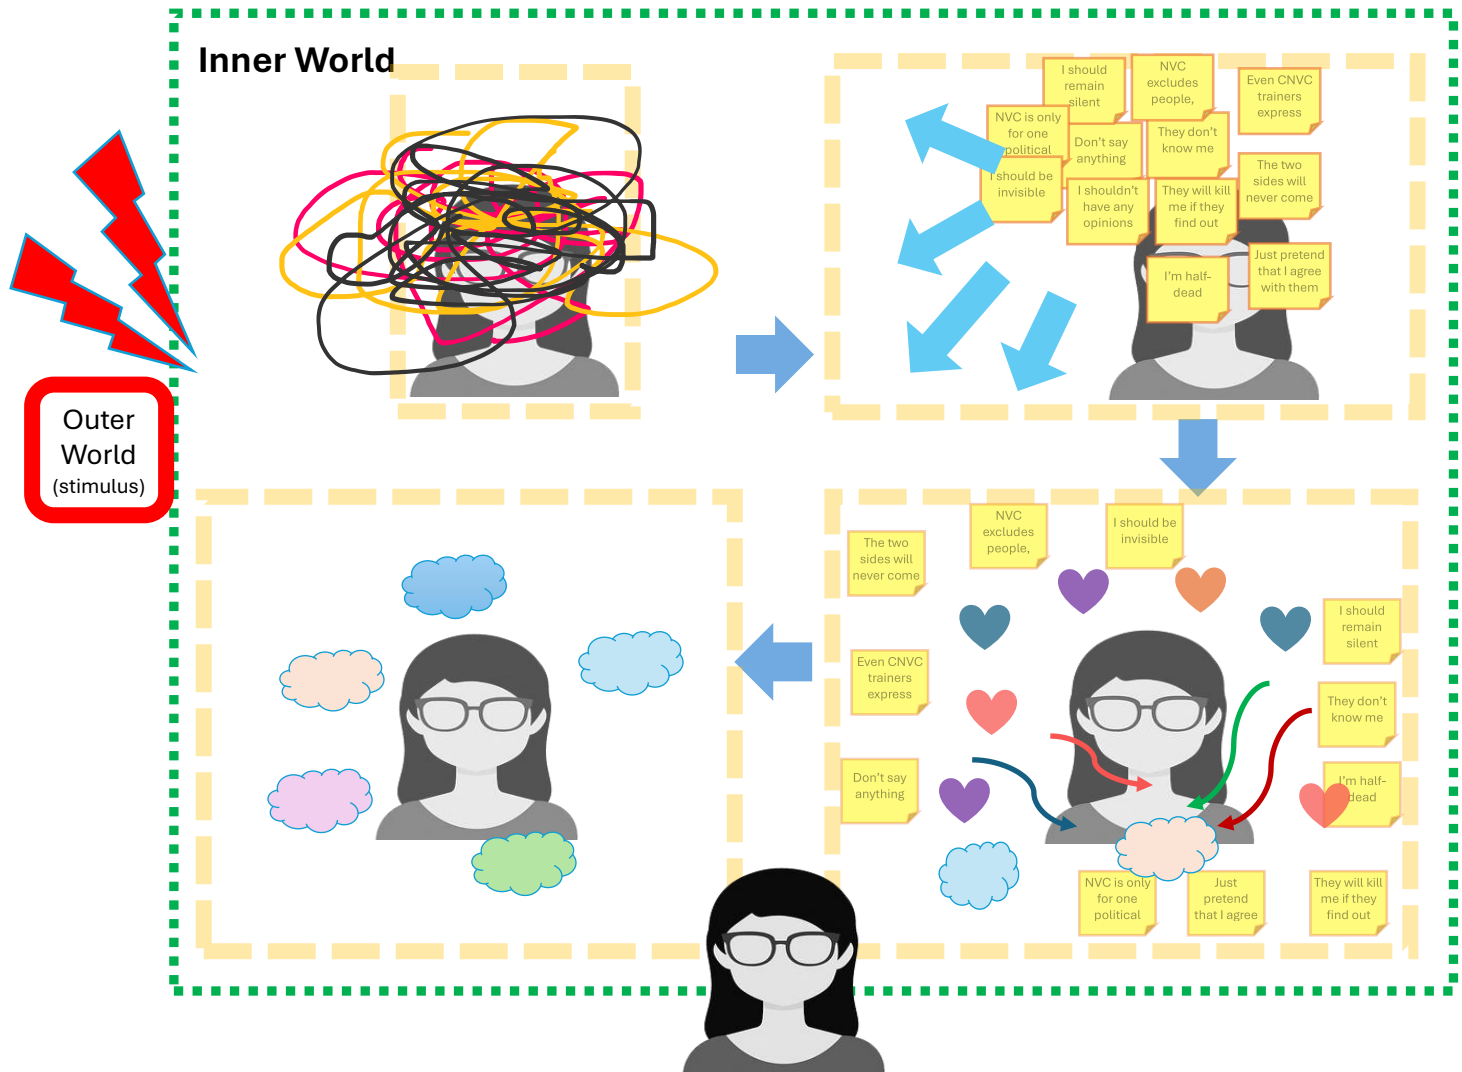 Inner World
Outer
World
(stimulus)
I should
remain
silent
NVC
excludes
people,
Even CNVC
trainers
express
NVC is only
for one
political
Don't say
anything
They don't
know me
I should be
invisible
I shouldn't
have any
opinions
They will kill
me if they
find out
The two
sides will
never come
I'm half-
dead
Just pretend
that I agree
with them
The two
sides will
never come
NVC
excludes
people,
I should be
invisible
I should
remain
silent
Even CNVC
trainers
express
They don't
know me
Don't say
anything
I'm half-
dead
NVC is only
for one
political
Just
pretend
that I agree
They will kill
me if they
find out